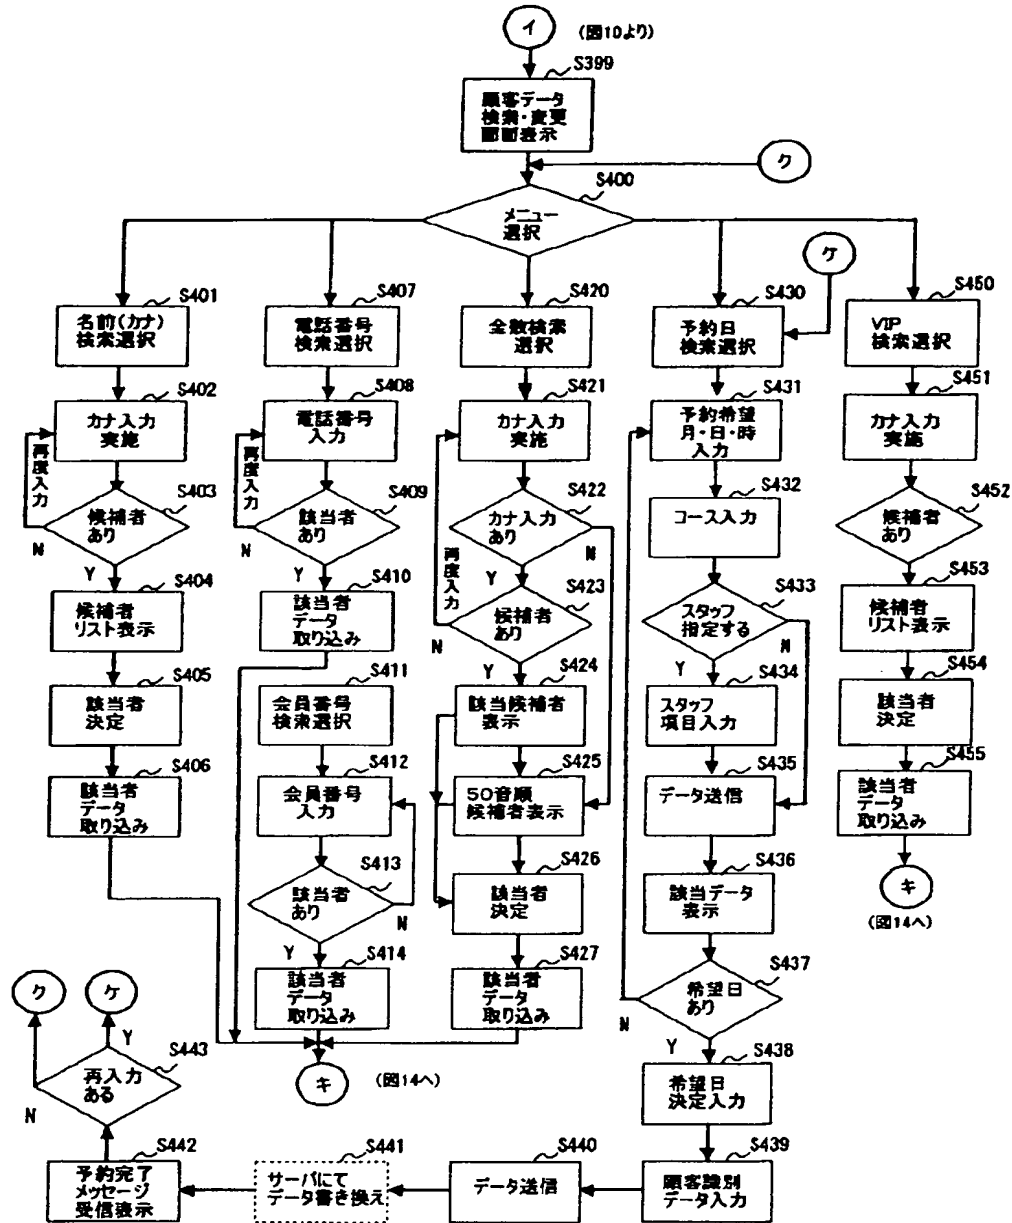 イ
(図10より)
S399
顧客データ
検索・変更
画面表示
ク
S400
メニュー
選択
ケ
S401
名前(カナ)
検索選択
S402
カナ入力
実施
再度入力
S403
候補者
あり
N
Y
S404
候補者
リスト表示
S405
該当者
決定
S406
該当者
データ
取り込み
S407
電話番号
検索選択
S408
電話番号
入力
再度入力
S409
該当者
あり
N
Y
S410
該当者
データ
取り込み
S411
会員番号
検索選択
S412
会員番号
入力
S413
該当者
あり
N
Y
S414
該当者
データ
取り込み
キ
(図14へ)
S420
全数検索
選択
S421
カナ入力
実施
S422
カナ入力
あり
N
Y
再度入力
S423
候補者
あり
N
Y
S424
該当候補者
表示
S425
50音順
候補者表示
S426
該当者
決定
S427
該当者
データ
取り込み
S430
予約日
検索選択
S431
予約希望
月・日・時
入力
S432
コース入力
S433
スタッフ
指定する
N
Y
S434
スタッフ
項目入力
S435
データ送信
S436
該当データ
表示
S437
希望日
あり
N
Y
S438
希望日
決定入力
S439
顧客識別
データ入力
S440
データ送信
S441
サーバにて
データ書き換え
S442
予約完了
メッセージ
受信表示
S443
再入力
ある
N
Y
ク
ケ
S450
VIP
検索選択
S451
カナ入力
実施
S452
候補者
あり
S453
候補者
リスト表示
S454
該当者
決定
S455
該当者
データ
取り込み
キ
(図14へ)